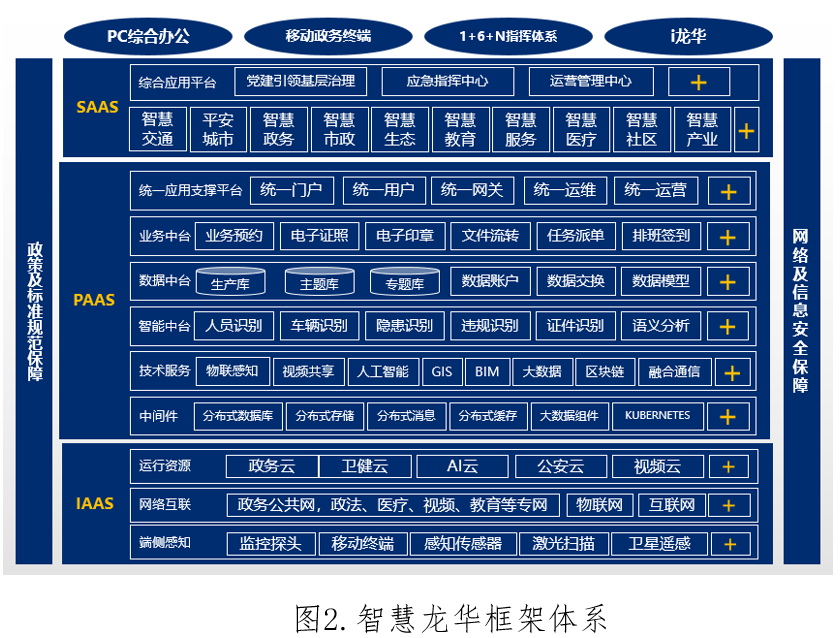 PC综合办公 移动政务终端 1+6+N指挥体系 i龙华
政策及标准规范保障
SAAS
综合应用平台 党建引领基层治理 应急指挥中心 运营管理中心 +
智慧交通 平安城市 智慧政务 智慧市政 智慧生态 智慧教育 智慧服务 智慧医疗 智慧社区 智慧产业 +
PAAS
统一应用支撑平台 统一门户 统一用户 统一网关 统一运维 统一运营 +
业务中台 业务预约 电子证照 电子印章 文件流转 任务派单 排班签到 +
数据中台 生产库 主题库 专题库 数据账户 数据交换 数据模型 +
智能中台 人员识别 车辆识别 隐患识别 违规识别 证件识别 语义分析 +
技术服务 物联感知 视频共享 人工智能 GIS BIM 大数据 区块链 融合通信 +
中间件 分布式数据库 分布式存储 分布式消息 分布式缓存 大数据组件 KUBERNETES +
IAAS
运行资源 政务云 卫健云 AI云 公安云 视频云 +
网络互联 政务公共网，政法、医疗、视频、教育等专网 物联网 互联网 +
端侧感知 监控探头 移动终端 感知传感器 激光扫描 卫星遥感 +
网络及信息安全保障
图2.智慧龙华框架体系